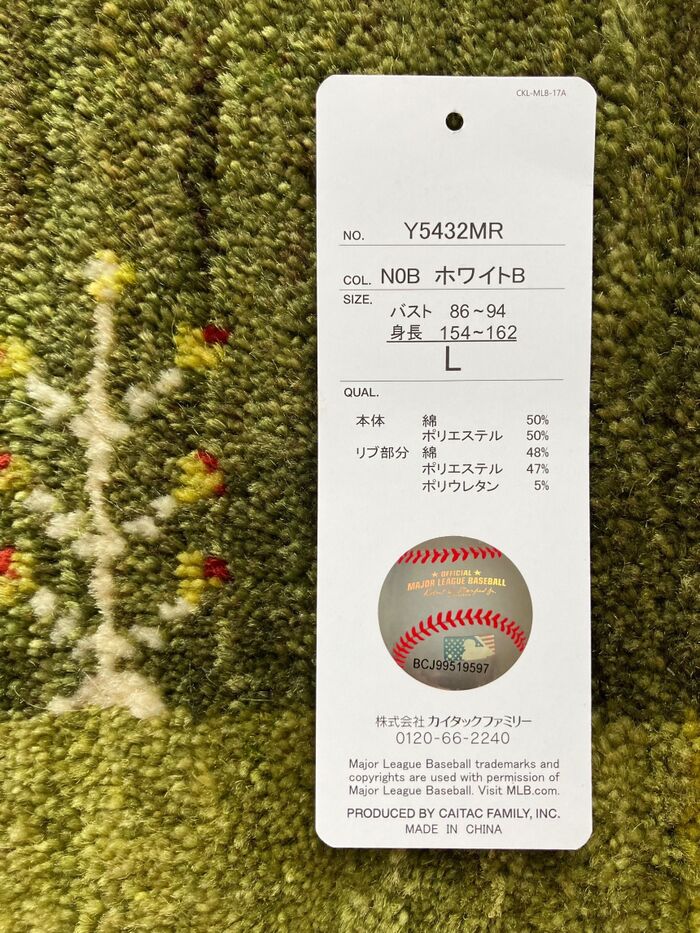 CKL-MLB-17A
NO. Y5432MR
COL. N0B ホワイトB
SIZE.
バスト 86~94
身長 154~162
L
QUAL.
本体 綿 50%
ポリエステル 50%
リブ部分 綿 48%
ポリエステル 47%
ポリウレタン 5%
★ OFFICIAL ★
MAJOR LEAGUE BASEBALL
BCJ99519597
株式会社 カイタックファミリー
0120-66-2240
Major League Baseball trademarks and
copyrights are used with permission of
Major League Baseball. Visit MLB.com.
PRODUCED BY CAITAC FAMILY, INC.
MADE IN CHINA